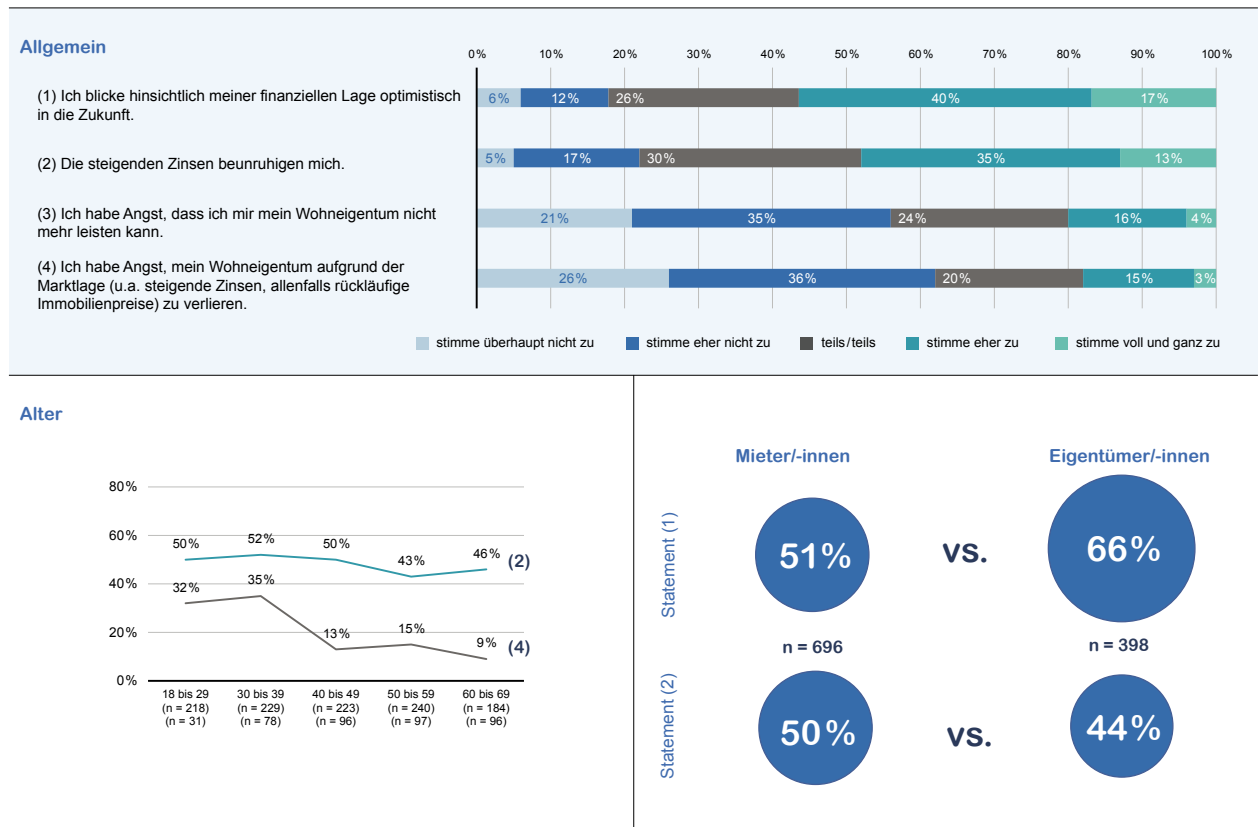 Allgemein
0% 10% 20% 30% 40% 50% 60% 70% 80% 90% 100%
(1) Ich blicke hinsichtlich meiner finanziellen Lage optimistisch
in die Zukunft.
6% 12% 26% 40% 17%
(2) Die steigenden Zinsen beunruhigen mich.
5% 17% 30% 35% 13%
(3) Ich habe Angst, dass ich mir mein Wohneigentum nicht
mehr leisten kann.
21% 35% 24% 16% 4%
(4) Ich habe Angst, mein Wohneigentum aufgrund der
Marktlage (u.a. steigende Zinsen, allenfalls rückläufige
Immobilienpreise) zu verlieren.
26% 36% 20% 15% 3%
stimme überhaupt nicht zu stimme eher nicht zu teils/teils stimme eher zu stimme voll und ganz zu
Alter
80%
60%
40%
20%
0%
50% 52% 50% 43% 46% (2)
32% 35% 13% 15% 9% (4)
18 bis 29 30 bis 39 40 bis 49 50 bis 59 60 bis 69
(n = 218) (n = 229) (n = 223) (n = 240) (n = 184)
(n = 31) (n = 78) (n = 96) (n = 97) (n = 96)
Mieter/-innen Eigentümer/-innen
Statement (1)
51% vs. 66%
n = 696 n = 398
Statement (2)
50% vs. 44%